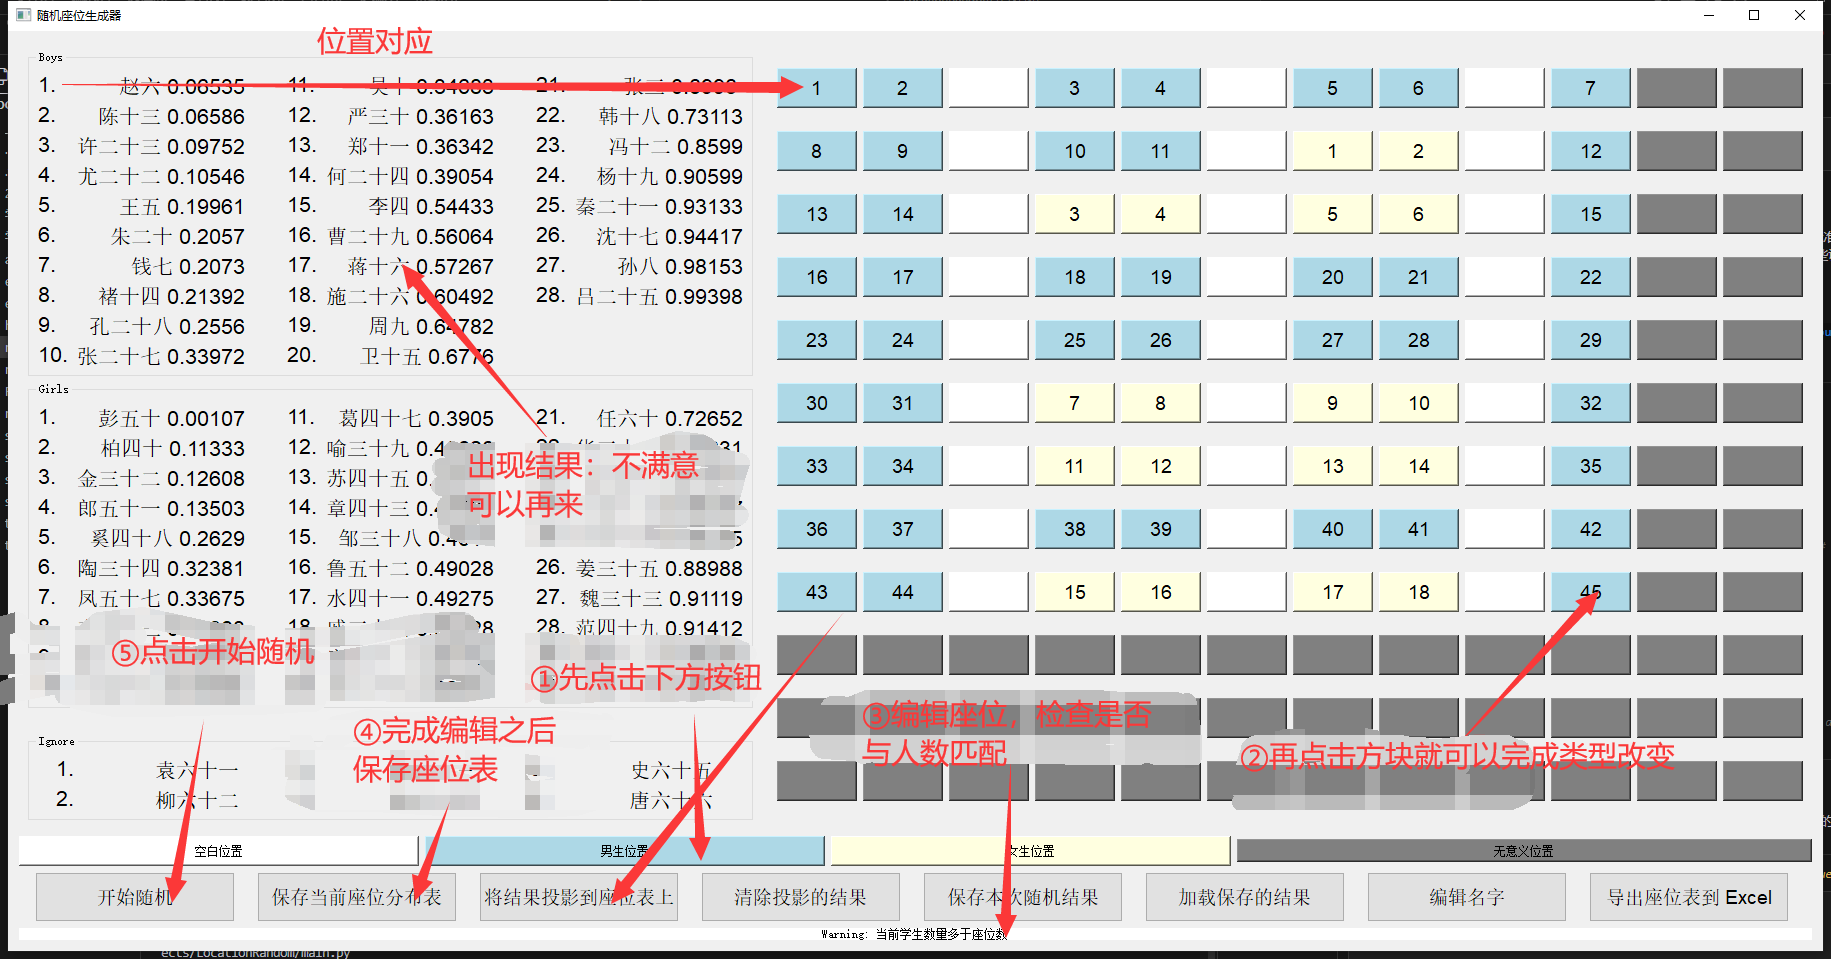 随机座位生成器
位置对应
Boys
1. 赵六 0.06535 11. 吴十 21. 张三
2. 陈十三 0.06586 12. 严三十 0.36163 22. 韩十八 0.73113
3. 许二十三 0.09752 13. 郑十一 0.36342 23. 冯十二 0.8599
4. 尤二十二 0.10546 14. 何二十四 0.39054 24. 杨十九 0.90599
5. 王五 0.19961 15. 李四 0.54433 25. 秦二十一 0.93133
6. 朱二十 0.2057 16. 曹二十九 0.56064 26. 沈十七 0.94417
7. 钱七 0.2073 17. 蒋十六 0.57267 27. 孙八 0.98153
8. 褚十四 0.21392 18. 施二十六 0.60492 28. 吕二十五 0.99398
9. 孔二十八 0.2556 19. 周九 0.64782
10. 张二十七 0.33972 20. 卫十五 0.6776
Girls
1. 彭五十 0.00107 11. 葛四十七 0.3905 21. 任六十 0.72652
2. 柏四十 0.11333 12. 喻三十九
3. 金三十二 0.12608 13. 苏四十五
4. 郎五十一 0.13503 14. 章四十三
5. 奚四十八 0.2629 15. 邹三十八
6. 陶三十四 0.32381 16. 鲁五十二 0.49028 26. 姜三十五 0.88988
7. 凤五十七 0.33675 17. 水四十一 0.49275 27. 魏三十三 0.91119
18. 28. 范四十九 0.91412
出现结果：不满意
可以再来
⑤点击开始随机
①先点击下方按钮
④完成编辑之后
保存座位表
Ignore
1. 袁六十一 史六十五
2. 柳六十二 唐六十六
1 2 3 4 5 6 7
8 9 10 11 1 2 12
13 14 3 4 5 6 15
16 17 18 19 20 21 22
23 24 25 26 27 28 29
30 31 7 8 9 10 32
33 34 11 12 13 14 35
36 37 38 39 40 41 42
43 44 15 16 17 18 45
③编辑座位，检查是否
与人数匹配
②再点击方块就可以完成类型改变
空白位置 男生位置 女生位置 无意义位置
开始随机 保存当前座位分布表 将结果投影到座位表上 清除投影的结果 保存本次随机结果 加载保存的结果 编辑名字 导出座位表到 Excel
Warning: 当前学生数量多于座位数
ects/LocationRandom/main.py